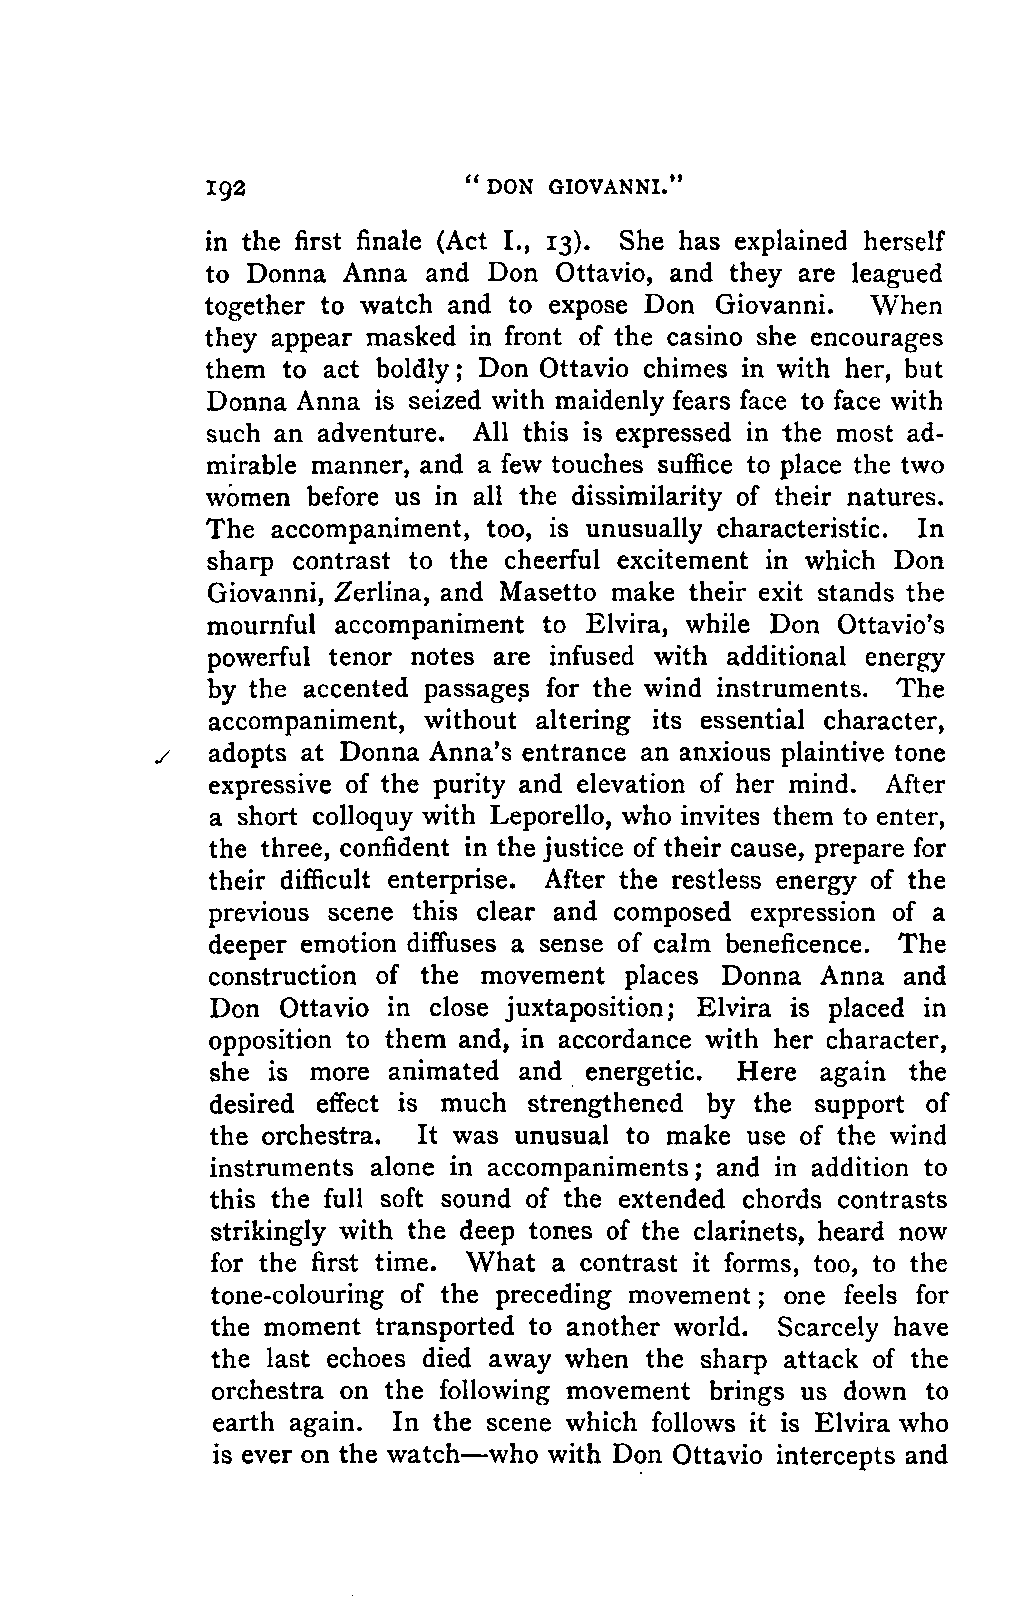 192 " DON GIOVANNI."
in the first finale (Act I., 13). She has explained herself
to Donna Anna and Don Ottavio, and they are leagued
together to watch and to expose Don Giovanni. When
they appear masked in front of the casino she encourages
them to act boldly; Don Ottavio chimes in with her, but
Donna Anna is seized with maidenly fears face to face with
such an adventure. All this is expressed in the most ad-
mirable manner, and a few touches suffice to place the two
women before us in all the dissimilarity of their natures.
The accompaniment, too, is unusually characteristic. In
sharp contrast to the cheerful excitement in which Don
Giovanni, Zerlina, and Masetto make their exit stands the
mournful accompaniment to Elvira, while Don Ottavio's
powerful tenor notes are infused with additional energy
by the accented passages for the wind instruments. The
accompaniment, without altering its essential character,
adopts at Donna Anna's entrance an anxious plaintive tone
expressive of the purity and elevation of her mind. After
a short colloquy with Leporello, who invites them to enter,
the three, confident in the justice of their cause, prepare for
their difficult enterprise. After the restless energy of the
previous scene this clear and composed expression of a
deeper emotion diffuses a sense of calm beneficence. The
construction of the movement places Donna Anna and
Don Ottavio in close juxtaposition; Elvira is placed in
opposition to them and, in accordance with her character,
she is more animated and energetic. Here again the
desired effect is much strengthened by the support of
the orchestra. It was unusual to make use of the wind
instruments alone in accompaniments; and in addition to
this the full soft sound of the extended chords contrasts
strikingly with the deep tones of the clarinets, heard now
for the first time. What a contrast it forms, too, to the
tone-colouring of the preceding movement; one feels for
the moment transported to another world. Scarcely have
the last echoes died away when the sharp attack of the
orchestra on the following movement brings us down to
earth again. In the scene which follows it is Elvira who
is ever on the watch—who with Don Ottavio intercepts and